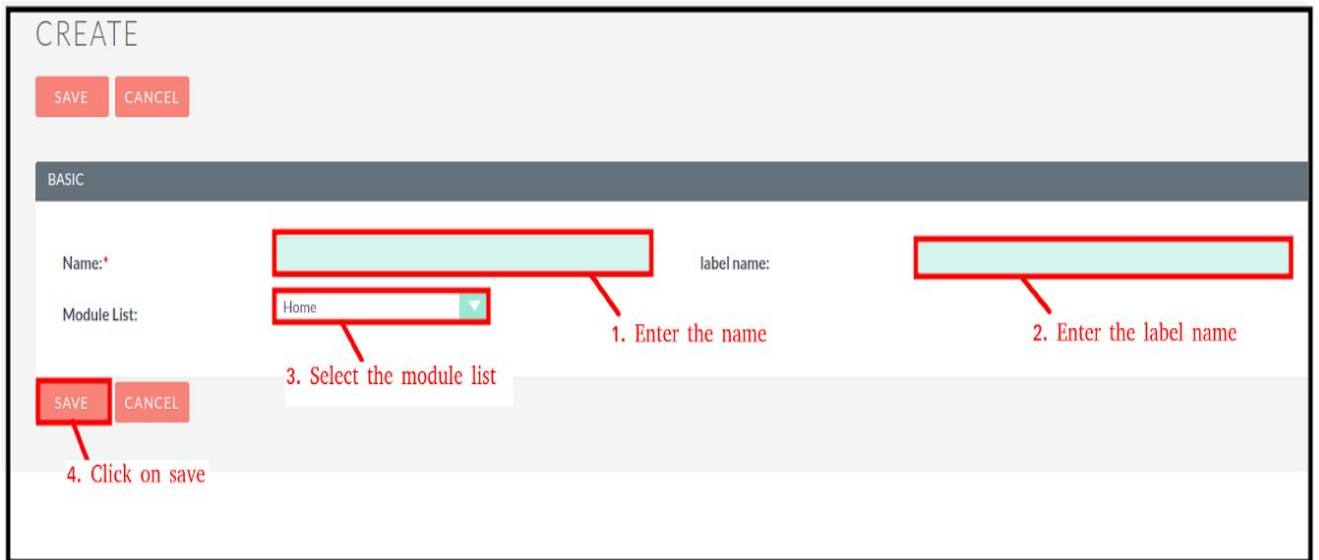 CREATE
SAVE CANCEL
BASIC
Name:* label name:
Module List: Home
1. Enter the name 2. Enter the label name
3. Select the module list
SAVE CANCEL
4. Click on save